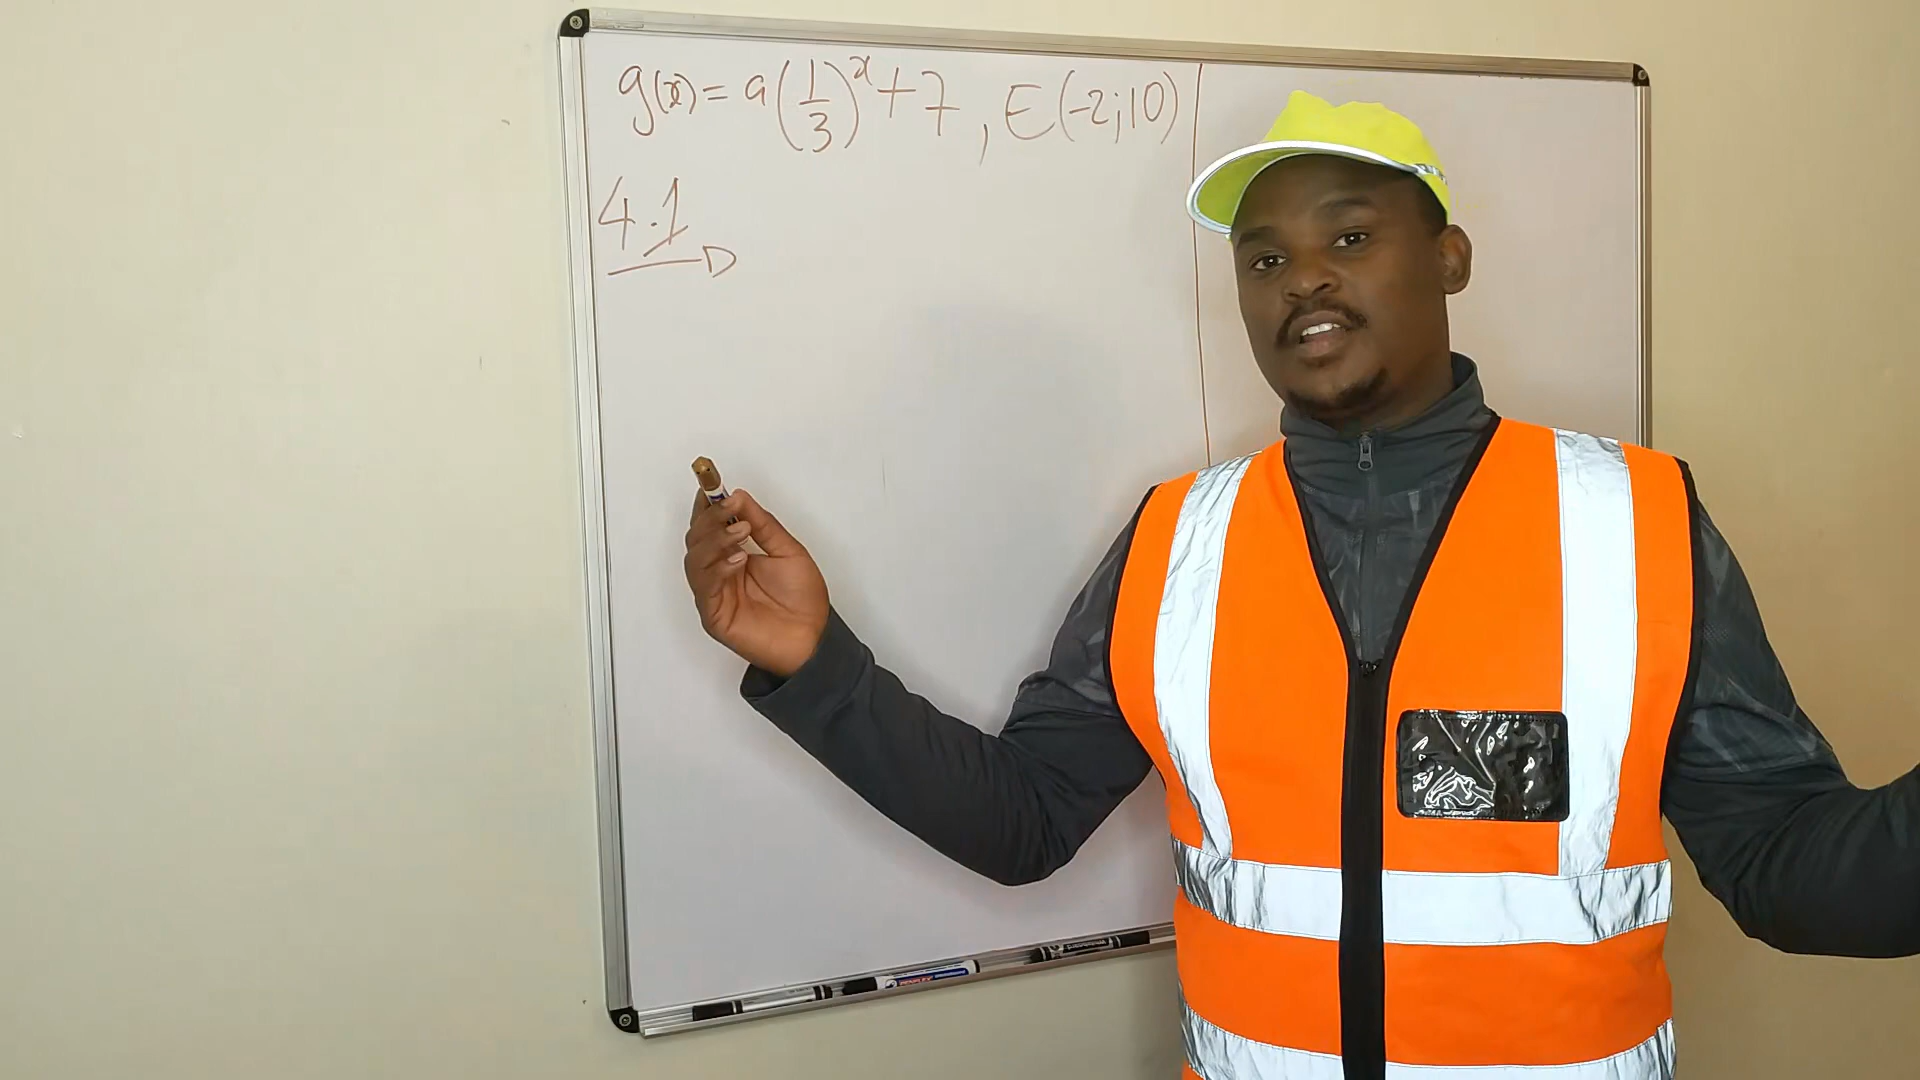 g(x) = a(1/3)^x + 7 , E(-2;10)
4.1